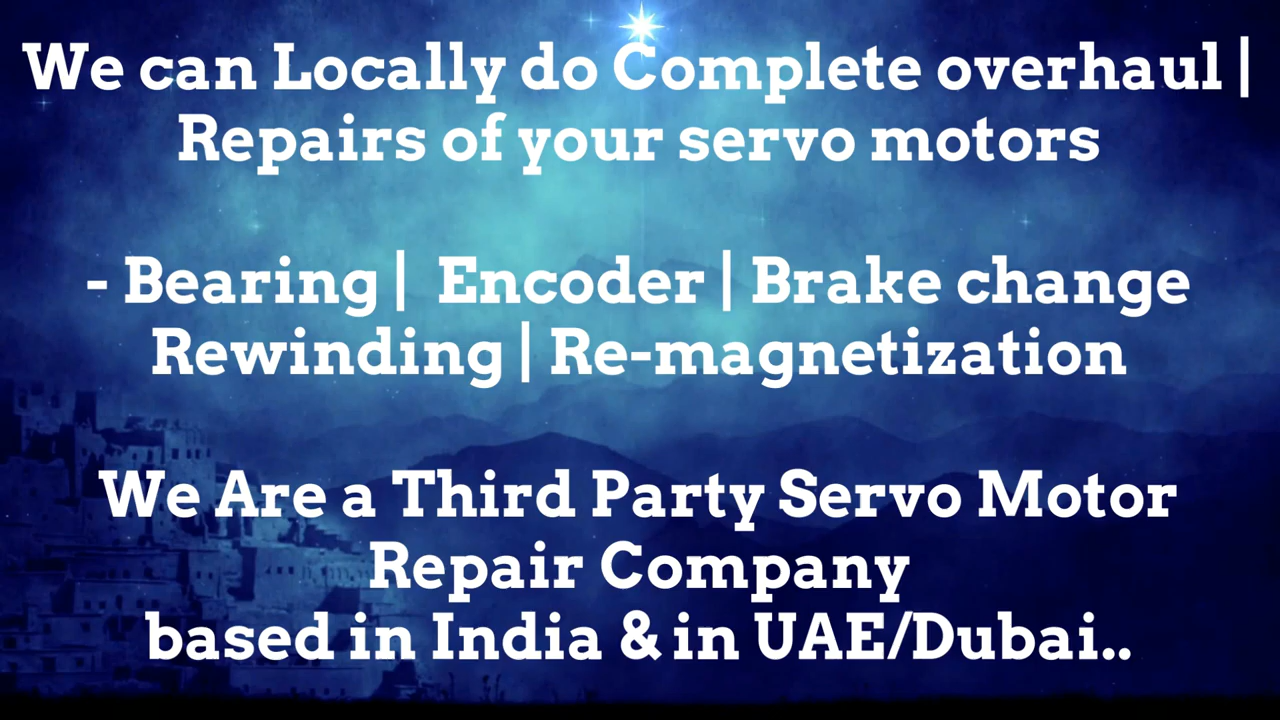 We can Locally do Complete overhaul |
Repairs of your servo motors
- Bearing | Encoder | Brake change
Rewinding | Re-magnetization
We Are a Third Party Servo Motor
Repair Company
based in India & in UAE/Dubai..